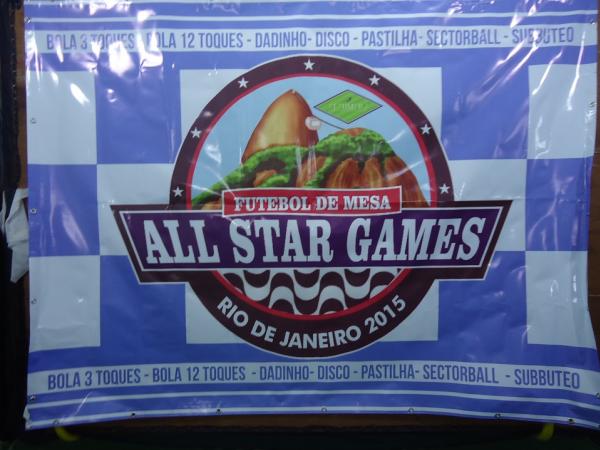 BOLA 3 TOQUES - BOLA 12 TOQUES - DADINHO - DISCO - PASTILHA - SECTORBALL - SUBBUTEO
FUTEBOL DE MESA
ALL STAR GAMES
RIO DE JANEIRO 2015
BOLA 3 TOQUES - BOLA 12 TOQUES - DADINHO- DISCO - PASTILHA- SECTORBALL - SUBBUTEO